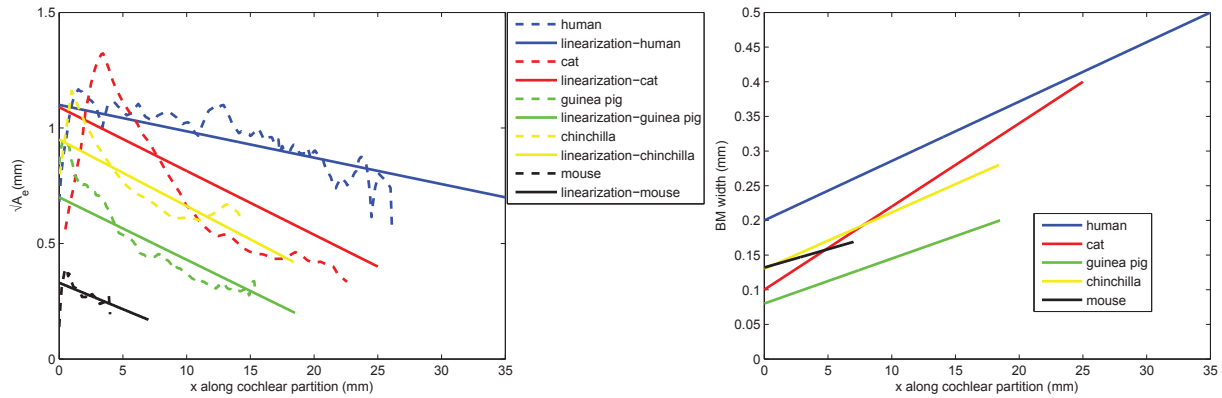 1.5
1
0.5
0
√Ae(mm)
0 5 10 15 20 25 30 35
x along cochlear partition (mm)
human
linearization−human
cat
linearization−cat
guinea pig
linearization−guinea pig
chinchilla
linearization−chinchilla
mouse
linearization−mouse
0.5
0.45
0.4
0.35
0.3
0.25
0.2
0.15
0.1
0.05
0
BM width (mm)
0 5 10 15 20 25 30 35
x along cochlear partition (mm)
human
cat
guinea pig
chinchilla
mouse